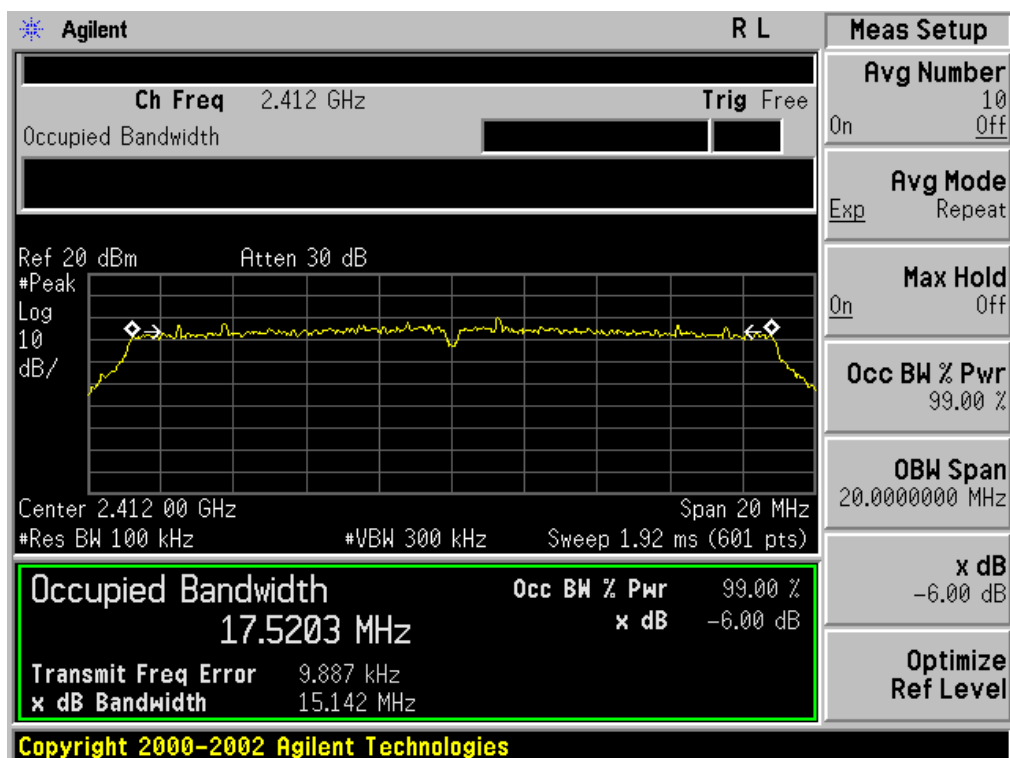 Agilent R L Meas Setup
Ch Freq 2.412 GHz Trig Free
Occupied Bandwidth
Ref 20 dBm Atten 30 dB
#Peak
Log
10
dB/
Center 2.412 00 GHz Span 20 MHz
#Res BW 100 kHz #VBW 300 kHz Sweep 1.92 ms (601 pts)
Occupied Bandwidth Occ BW % Pwr 99.00 %
17.5203 MHz x dB -6.00 dB
Transmit Freq Error 9.887 kHz
x dB Bandwidth 15.142 MHz
Copyright 2000-2002 Agilent Technologies
Avg Number
10
On Off
Avg Mode
Exp Repeat
Max Hold
On Off
Occ BW % Pwr
99.00 %
OBW Span
20.0000000 MHz
x dB
-6.00 dB
Optimize
Ref Level